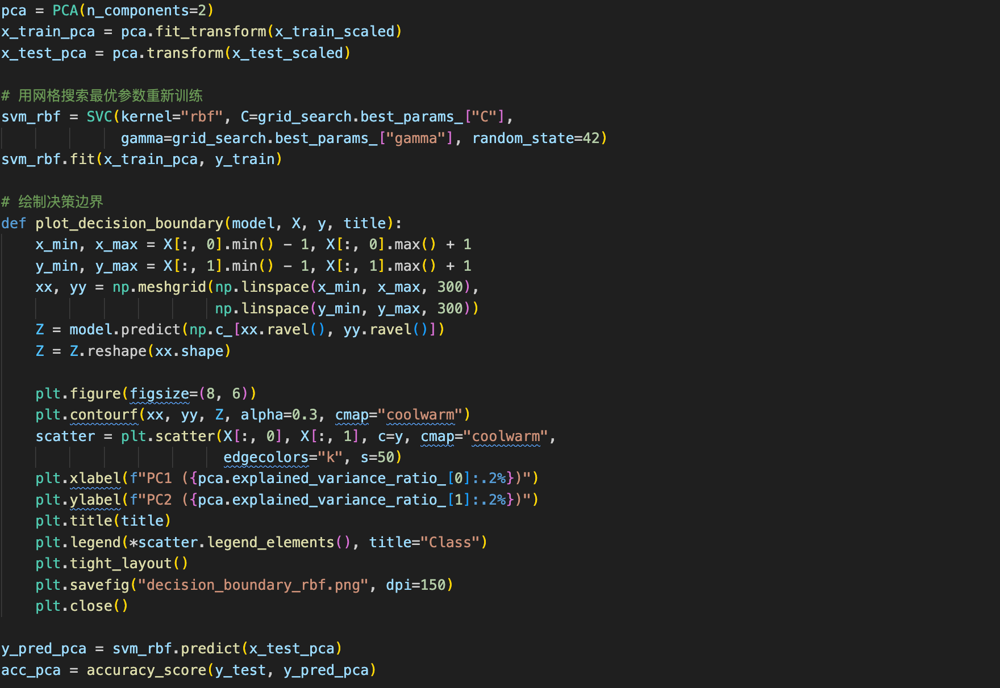 pca = PCA(n_components=2)
x_train_pca = pca.fit_transform(x_train_scaled)
x_test_pca = pca.transform(x_test_scaled)

# 用网格搜索最优参数重新训练
svm_rbf = SVC(kernel="rbf", C=grid_search.best_params_["C"],
              gamma=grid_search.best_params_["gamma"], random_state=42)
svm_rbf.fit(x_train_pca, y_train)

# 绘制决策边界
def plot_decision_boundary(model, X, y, title):
    x_min, x_max = X[:, 0].min() - 1, X[:, 0].max() + 1
    y_min, y_max = X[:, 1].min() - 1, X[:, 1].max() + 1
    xx, yy = np.meshgrid(np.linspace(x_min, x_max, 300),
                         np.linspace(y_min, y_max, 300))
    Z = model.predict(np.c_[xx.ravel(), yy.ravel()])
    Z = Z.reshape(xx.shape)

    plt.figure(figsize=(8, 6))
    plt.contourf(xx, yy, Z, alpha=0.3, cmap="coolwarm")
    scatter = plt.scatter(X[:, 0], X[:, 1], c=y, cmap="coolwarm",
                          edgecolors="k", s=50)
    plt.xlabel(f"PC1 ({pca.explained_variance_ratio_[0]:.2%})")
    plt.ylabel(f"PC2 ({pca.explained_variance_ratio_[1]:.2%})")
    plt.title(title)
    plt.legend(*scatter.legend_elements(), title="Class")
    plt.tight_layout()
    plt.savefig("decision_boundary_rbf.png", dpi=150)
    plt.close()

y_pred_pca = svm_rbf.predict(x_test_pca)
acc_pca = accuracy_score(y_test, y_pred_pca)